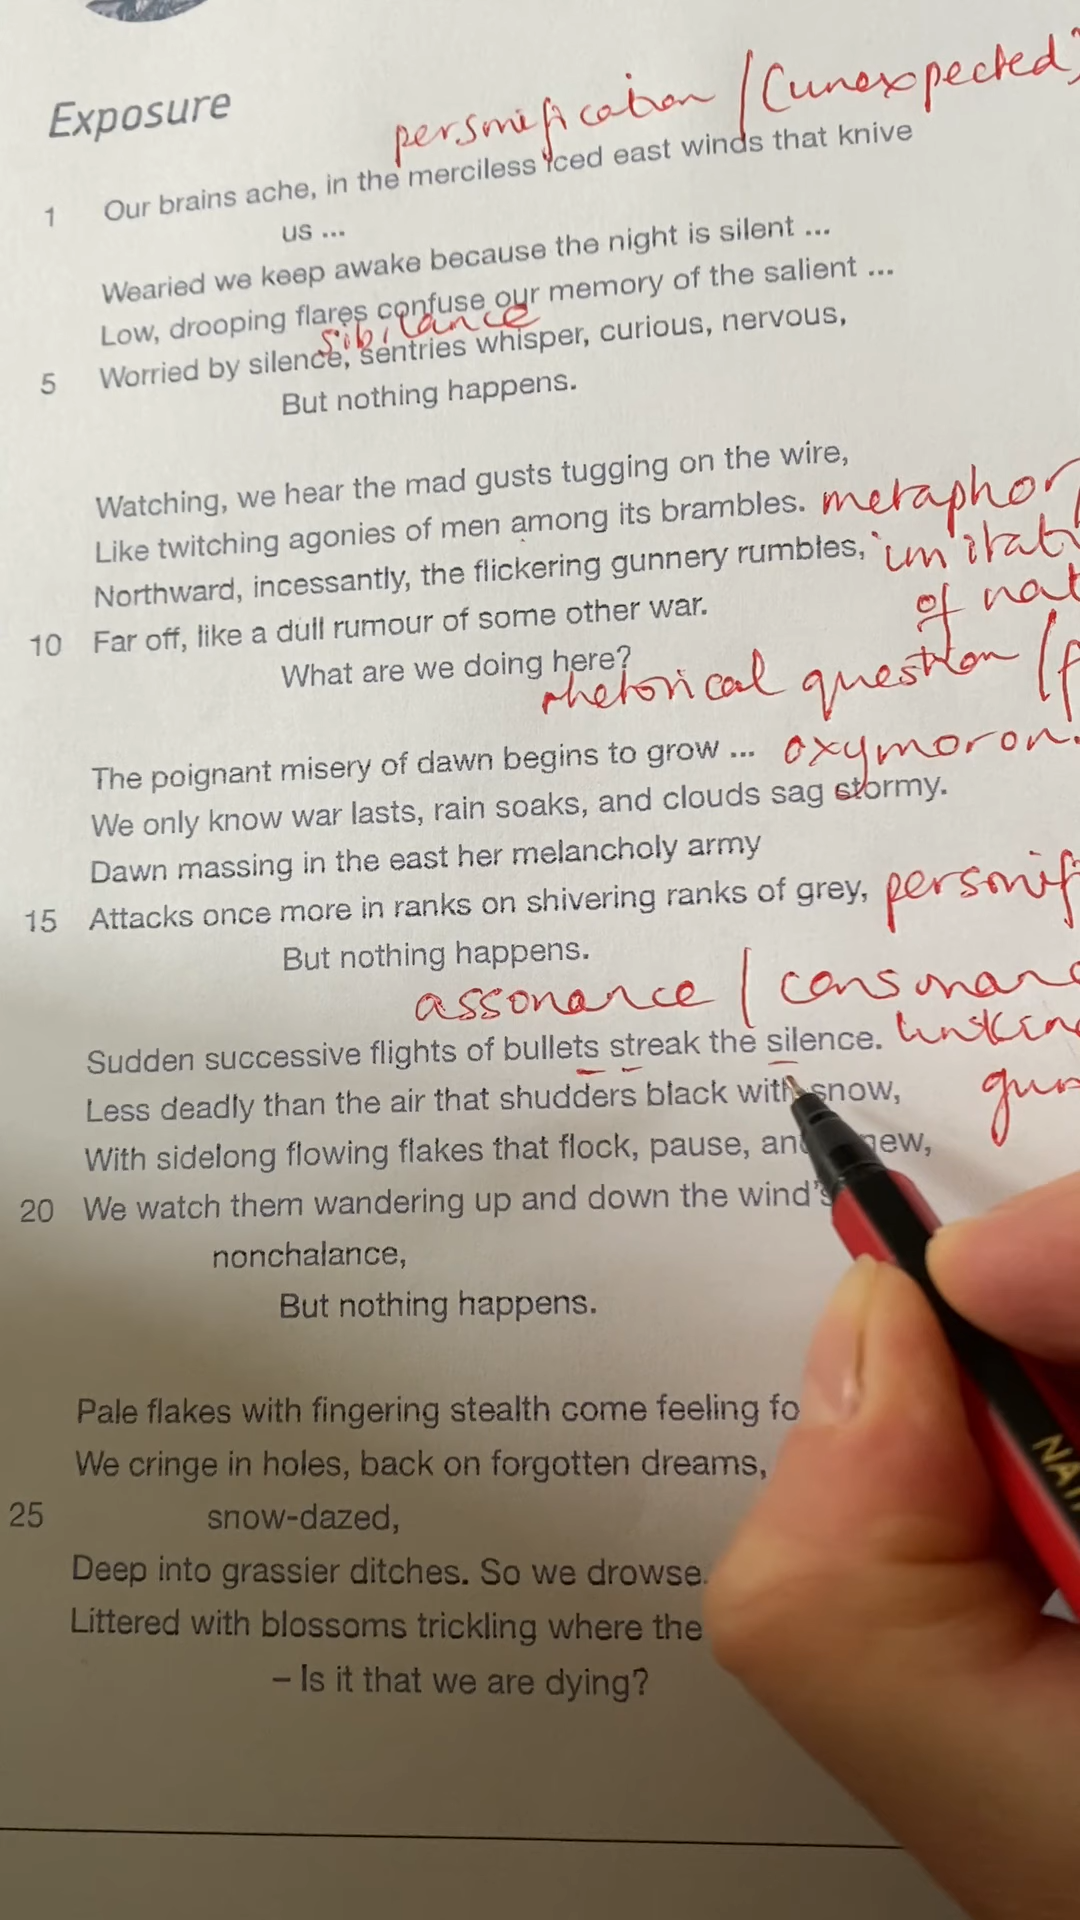 Exposure
personification / (unexpected)
1 Our brains ache, in the merciless iced east winds that knive
us ...
Wearied we keep awake because the night is silent ...
Low, drooping flares confuse our memory of the salient ...
sibilance
5 Worried by silence, sentries whisper, curious, nervous,
But nothing happens.
Watching, we hear the mad gusts tugging on the wire,
Like twitching agonies of men among its brambles. metaphor
Northward, incessantly, the flickering gunnery rumbles,
of
10 Far off, like a dull rumour of some other war.
What are we doing here?
rhetorical question /
The poignant misery of dawn begins to grow ... oxymoron.
We only know war lasts, rain soaks, and clouds sag stormy.
Dawn massing in the east her melancholy army
15 Attacks once more in ranks on shivering ranks of grey,
But nothing happens.
assonance /
Sudden successive flights of bullets streak the silence.
Less deadly than the air that shudders black with snow,
With sidelong flowing flakes that flock, pause,
20 We watch them wandering up and down the
nonchalance,
But nothing happens.
Pale flakes with fingering stealth come feeling fo
We cringe in holes, back on forgotten dreams,
25 snow-dazed,
Deep into grassier ditches. So we drowse
Littered with blossoms trickling where the
– Is it that we are dying?